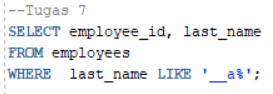 --Tugas 7
SELECT employee_id, last_name
FROM employees
WHERE  last_name LIKE '__a%';